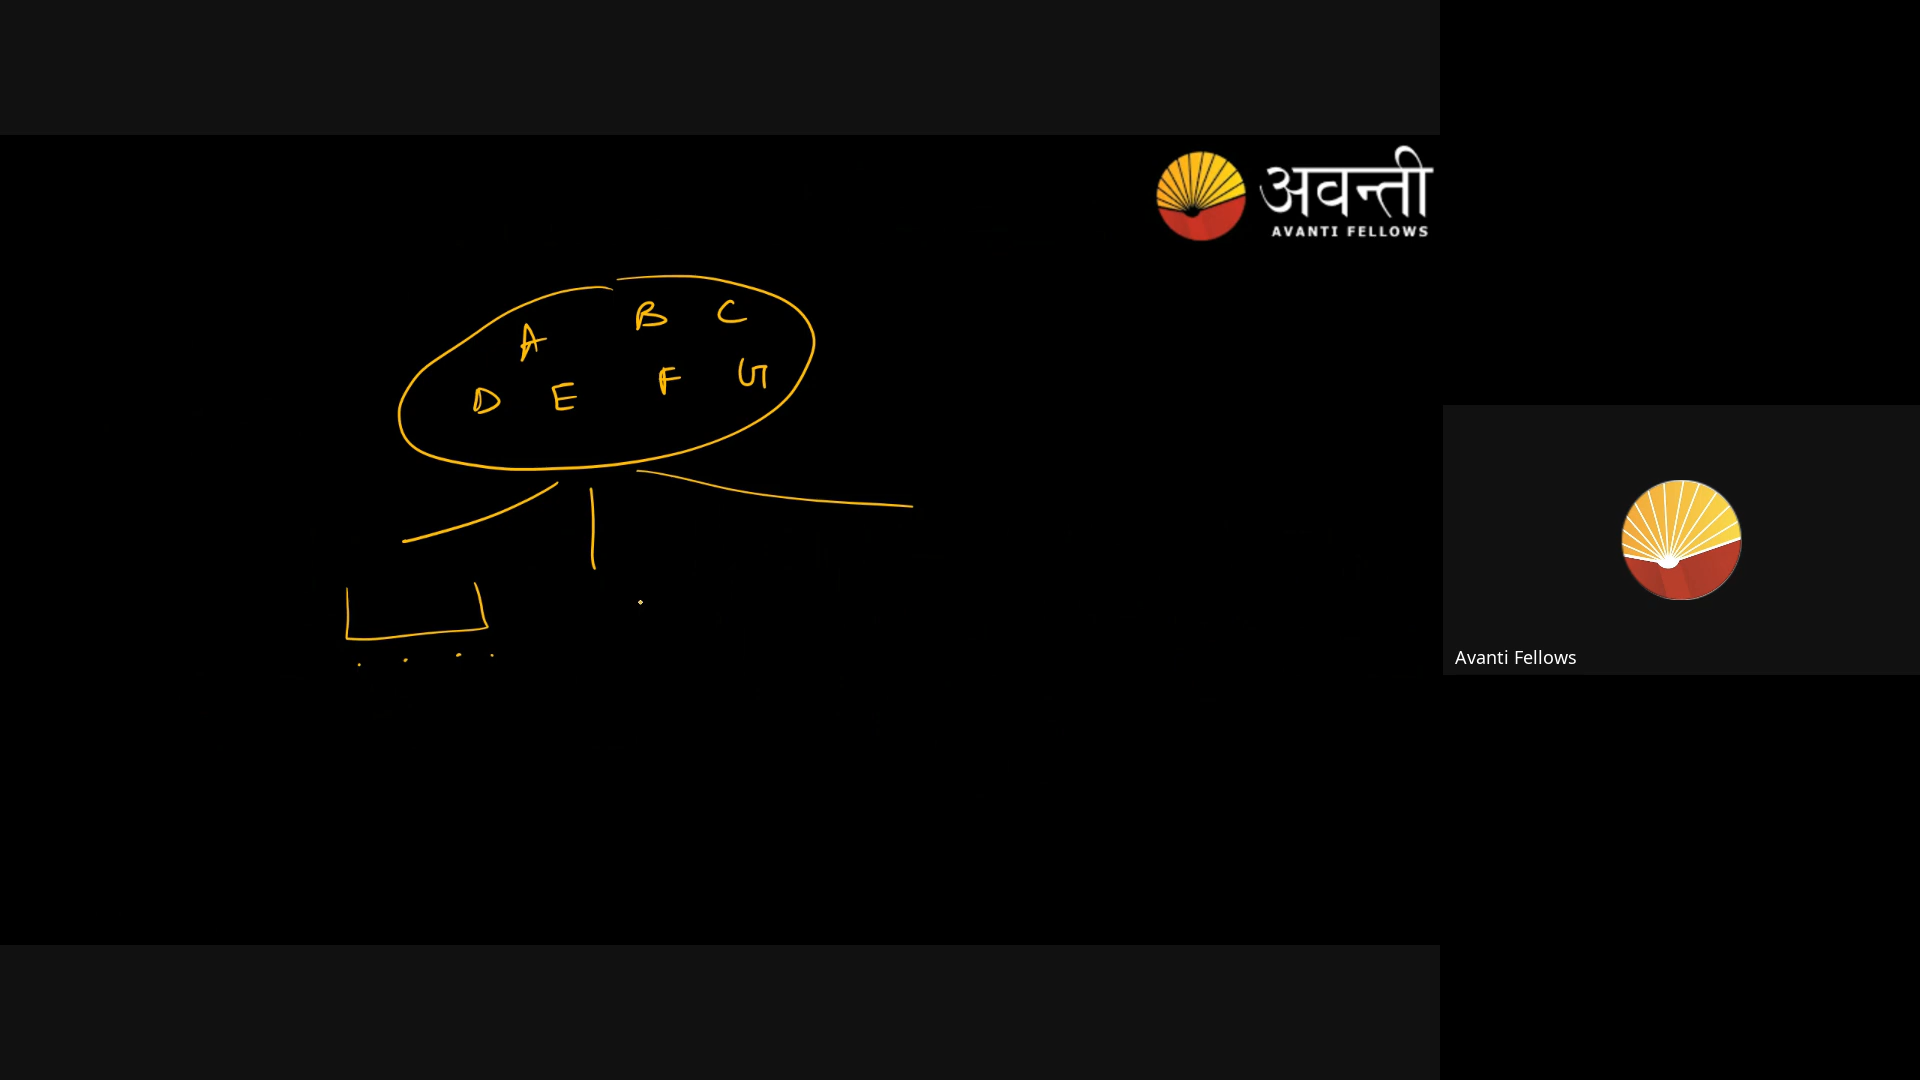 अवन्ती
AVANTI FELLOWS
A B C
D E F G
Avanti Fellows